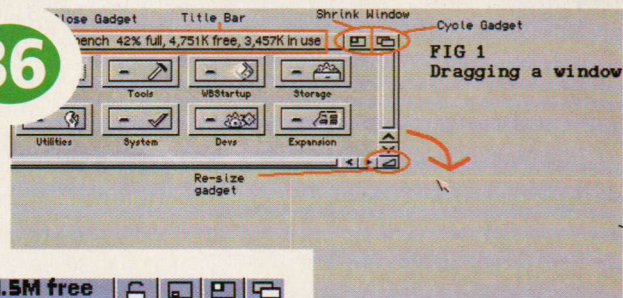 Close Gadget Title Bar Shrink Window Cycle Gadget
bench 42% full, 4,751K free, 3,457K in use
FIG 1
Dragging a window
36
Tools WBStartup Storage
Utilities System Devs Expansion
Re-size
gadget
.5M free